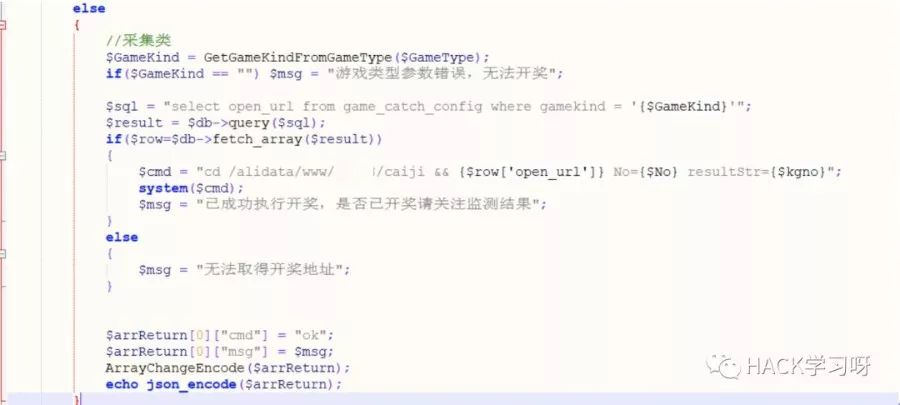 else
{
//采集类
$GameKind = GetGameKindFromGameType($GameType);
if($GameKind == "") $msg = "游戏类型参数错误，无法开奖";
$sql = "select open_url from game_catch_config where gamekind = '{$GameKind}'";
$result = $db->query($sql);
if($row=$db->fetch_array($result))
{
$cmd = "cd /alidata/www/ /caiji && {$row['open_url']} No={$No} resultStr={$kgno}";
system($cmd);
$msg = "已成功执行开奖，是否已开奖请关注监测结果";
}
else
{
$msg = "无法取得开奖地址";
}
$arrReturn[0]["cmd"] = "ok";
$arrReturn[0]["msg"] = $msg;
ArrayChangeEncode($arrReturn);
echo json_encode($arrReturn);
}
HACK学习呀